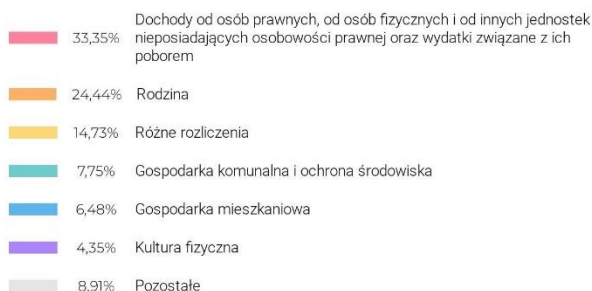 Dochody od osób prawnych, od osób fizycznych i od innych jednostek
33,35% nieposiadających osobowości prawnej oraz wydatki związane z ich
poborem
24,44% Rodzina
14,73% Różne rozliczenia
7,75% Gospodarka komunalna i ochrona środowiska
6,48% Gospodarka mieszkaniowa
4,35% Kultura fizyczna
8,91% Pozostałe